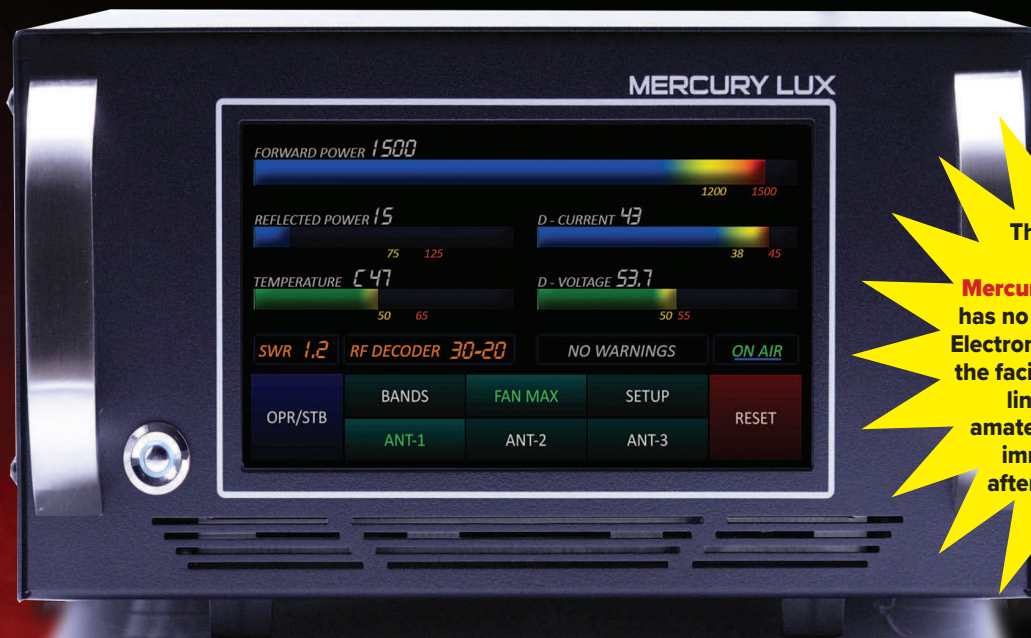 MERCURY LUX
FORWARD POWER 1500
1200 1500
REFLECTED POWER 15
75 125
D - CURRENT 43
38 45
TEMPERATURE C 47
50 65
D - VOLTAGE 53.7
50 55
SWR 1.2 RF DECODER 30-20 NO WARNINGS ON AIR
OPR/STB
BANDS FAN MAX SETUP
ANT-1 ANT-2 ANT-3
RESET
Mercur
has no
Electron
the faci
lin
amate
imm
after